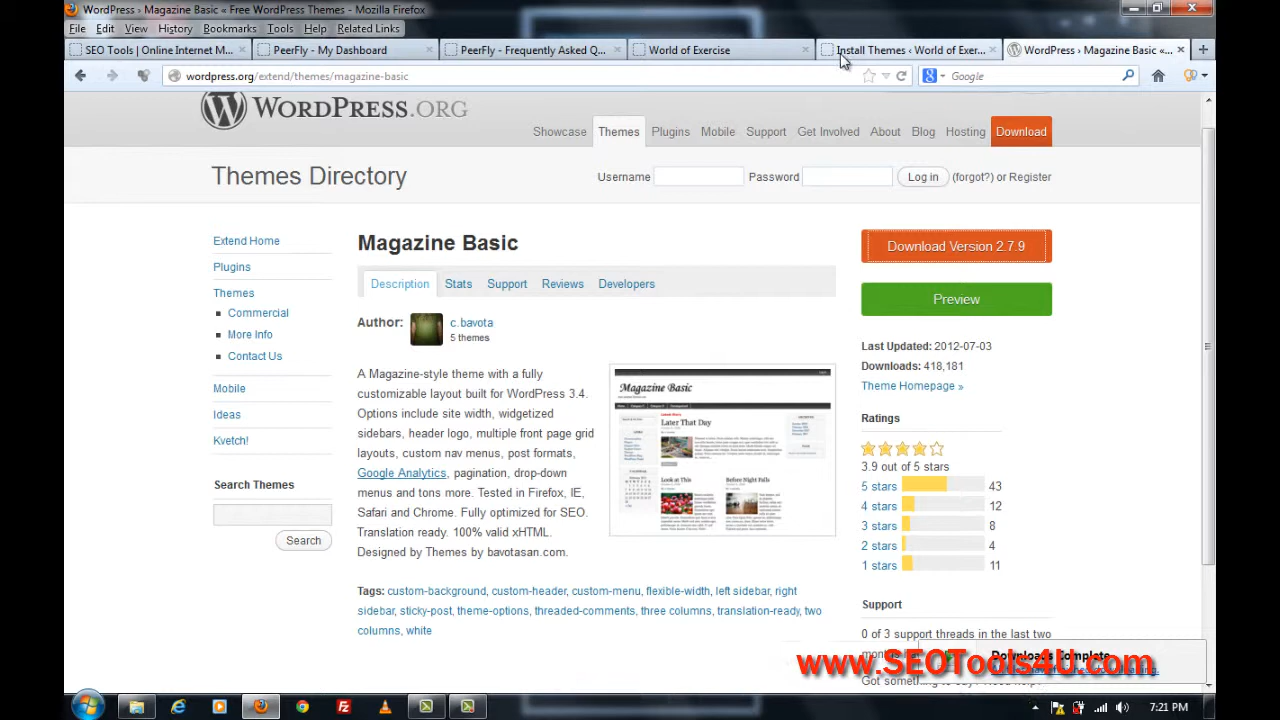 WordPress › Magazine Basic « Free WordPress Themes - Mozilla Firefox
File Edit View History Bookmarks Tools Help Related Links
SEO Tools | Online Internet M... × PeerFly - My Dashboard × PeerFly - Frequently Asked Q... × World of Exercise × Install Themes ‹ World of Exer... × WordPress › Magazine Basic «... × +
wordpress.org/extend/themes/magazine-basic Google
WORDPRESS.ORG
Showcase Themes Plugins Mobile Support Get Involved About Blog Hosting Download
Themes Directory Username Password Log in (forgot?) or Register
Extend Home
Plugins
Themes
Commercial
More Info
Contact Us
Mobile
Ideas
Kvetch!
Search Themes
Search
Magazine Basic
Description Stats Support Reviews Developers
Author: c.bavota
5 themes
A Magazine-style theme with a fully
customizable layout built for WordPress 3.4.
Options include site width, widgetized
sidebars, header logo, multiple front page grid
layouts, custom nav menus, post formats,
Google Analytics, pagination, drop-down
menus and tons more. Tested in Firefox, IE,
Safari and Chrome. Fully optimized for SEO.
Translation ready. 100% valid xHTML.
Designed by Themes by bavotasan.com.
Magazine Basic
Later That Day
Look at This Before Night Falls
Tags: custom-background, custom-header, custom-menu, flexible-width, left sidebar, right
sidebar, sticky-post, theme-options, threaded-comments, three columns, translation-ready, two
columns, white
Download Version 2.7.9
Preview
Last Updated: 2012-07-03
Downloads: 418,181
Theme Homepage »
Ratings
3.9 out of 5 stars
5 stars 43
4 stars 12
3 stars 8
2 stars 4
1 stars 11
Support
0 of 3 support threads in the last two
Downloads Complete
www.SEOTools4U.com
7:21 PM